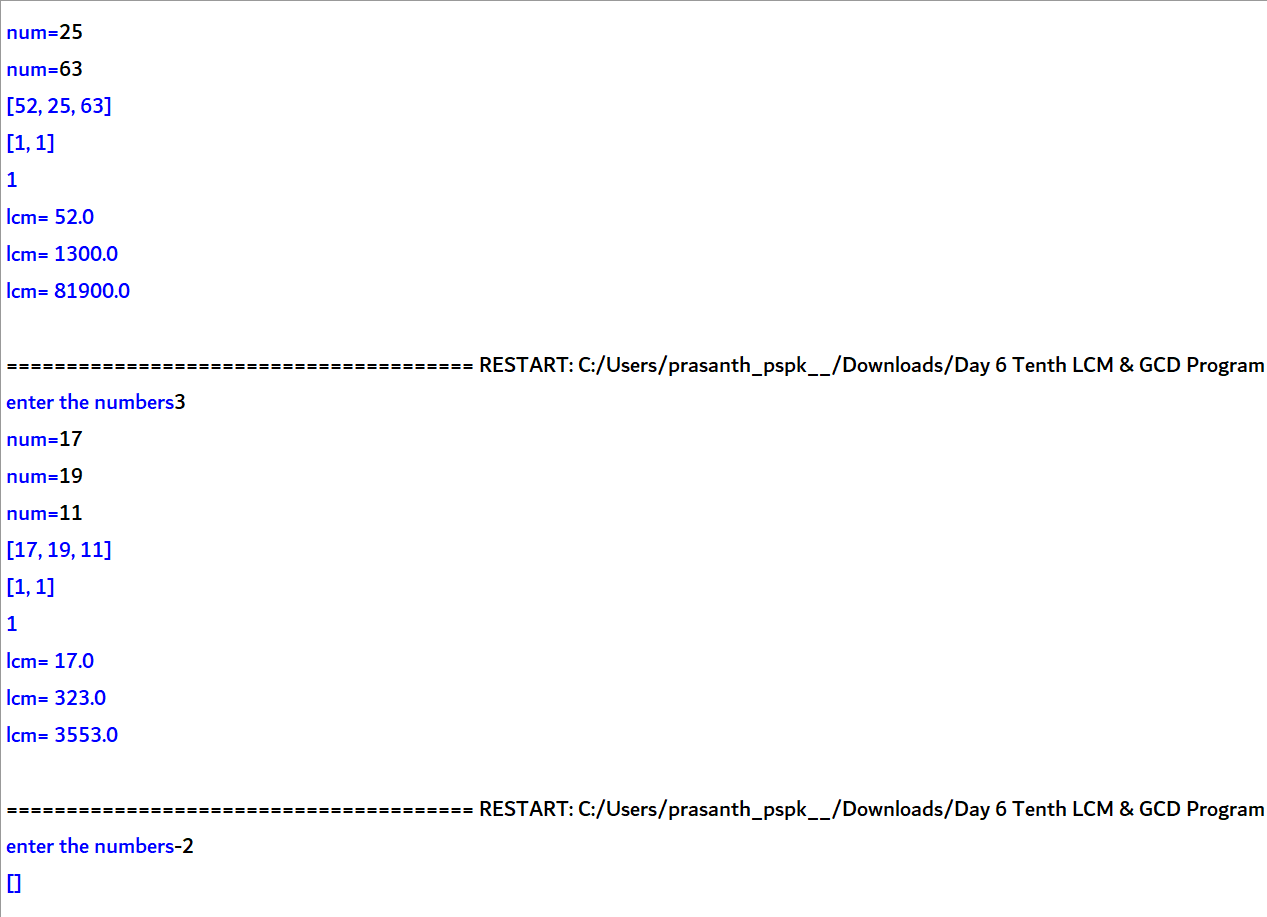 num=25
num=63
[52, 25, 63]
[1, 1]
1
lcm= 52.0
lcm= 1300.0
lcm= 81900.0
======================================= RESTART: C:/Users/prasanth_pspk__/Downloads/Day 6 Tenth LCM & GCD Program
enter the numbers3
num=17
num=19
num=11
[17, 19, 11]
[1, 1]
1
lcm= 17.0
lcm= 323.0
lcm= 3553.0
======================================= RESTART: C:/Users/prasanth_pspk__/Downloads/Day 6 Tenth LCM & GCD Program
enter the numbers-2
[]